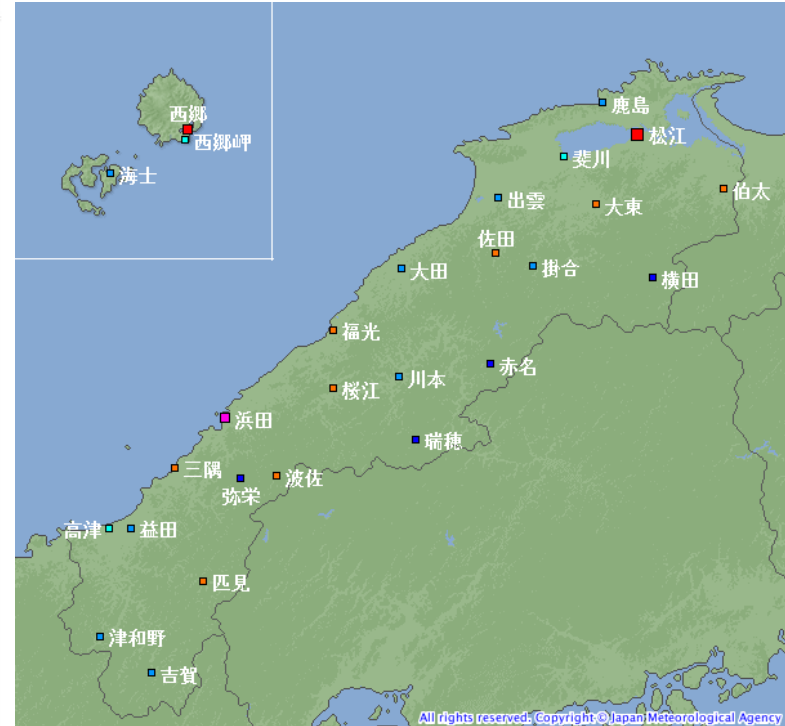 西郷
西郷岬
海士
鹿島
松江
斐川
出雲
大東
伯太
佐田
大田
掛合
横田
福光
赤名
川本
桜江
浜田
瑞穂
三隅
波佐
弥栄
高津
益田
匹見
津和野
吉賀
All rights reserved. Copyright © Japan Meteorological Agency